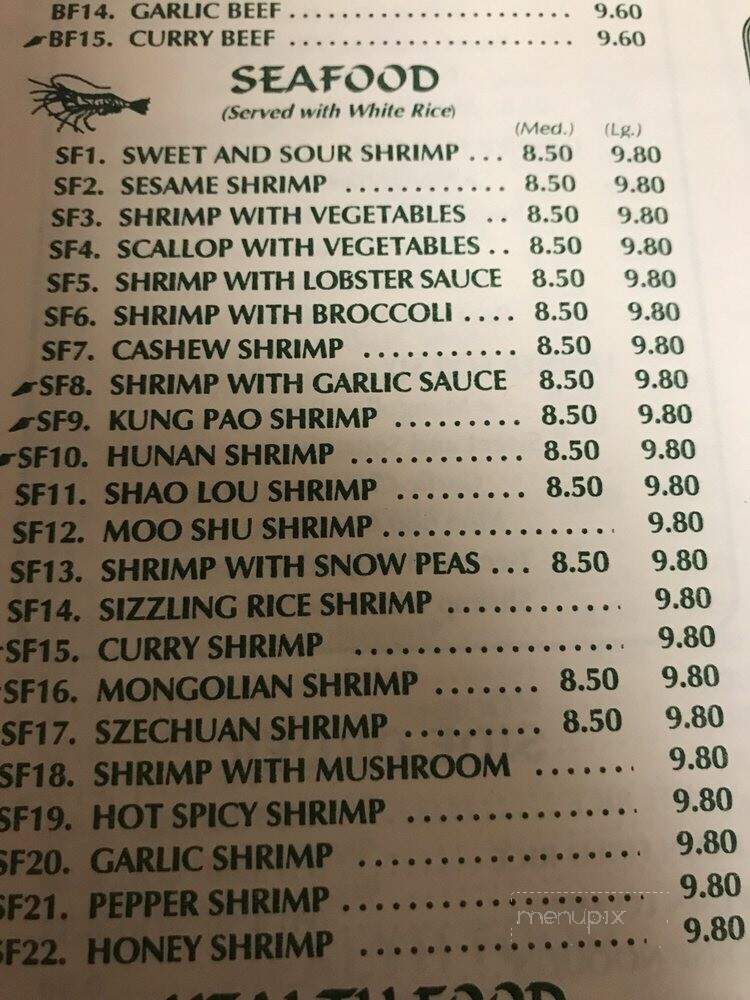 BF14. GARLIC BEEF ........................ 9.60
BF15. CURRY BEEF ........................ 9.60
SEAFOOD
(Served with White Rice)
(Med.) (Lg.)
SF1. SWEET AND SOUR SHRIMP ... 8.50 9.80
SF2. SESAME SHRIMP ............ 8.50 9.80
SF3. SHRIMP WITH VEGETABLES .. 8.50 9.80
SF4. SCALLOP WITH VEGETABLES .. 8.50 9.80
SF5. SHRIMP WITH LOBSTER SAUCE 8.50 9.80
SF6. SHRIMP WITH BROCCOLI .... 8.50 9.80
SF7. CASHEW SHRIMP ........... 8.50 9.80
SF8. SHRIMP WITH GARLIC SAUCE 8.50 9.80
SF9. KUNG PAO SHRIMP ......... 8.50 9.80
SF10. HUNAN SHRIMP ............ 8.50 9.80
SF11. SHAO LOU SHRIMP ......... 8.50 9.80
SF12. MOO SHU SHRIMP ................ 9.80
SF13. SHRIMP WITH SNOW PEAS ... 8.50 9.80
SF14. SIZZLING RICE SHRIMP ............ 9.80
SF15. CURRY SHRIMP ................... 9.80
SF16. MONGOLIAN SHRIMP ....... 8.50 9.80
SF17. SZECHUAN SHRIMP ......... 8.50 9.80
SF18. SHRIMP WITH MUSHROOM ....... 9.80
SF19. HOT SPICY SHRIMP ................ 9.80
SF20. GARLIC SHRIMP ................... 9.80
SF21. PEPPER SHRIMP .................... 9.80
menupix
SF22. HONEY SHRIMP ................... 9.80
HEALTH FOOD